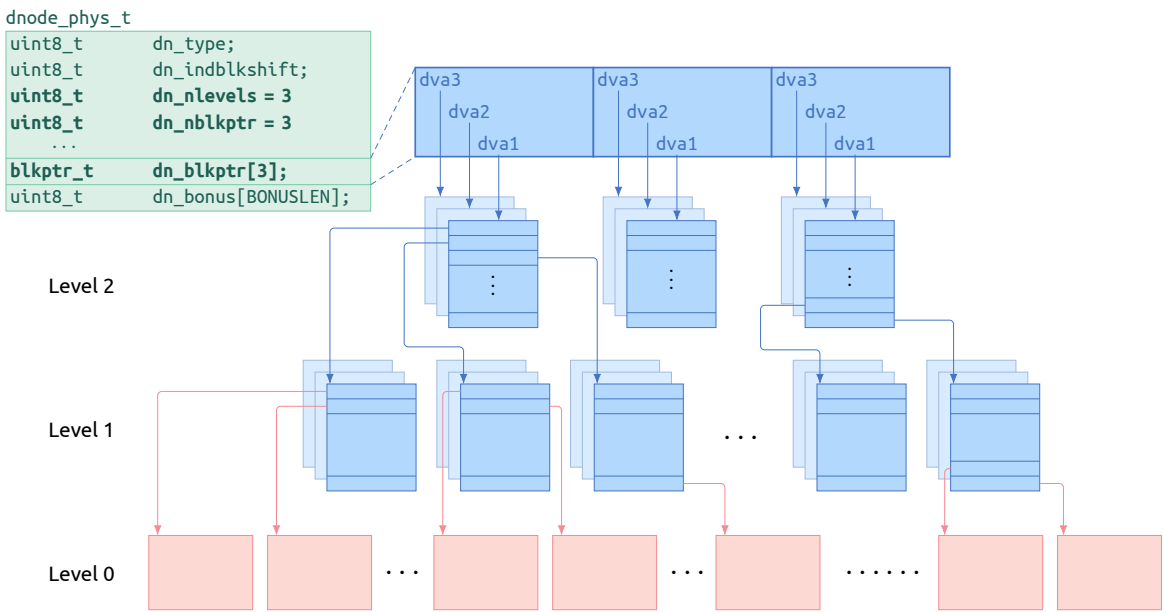 dnode_phys_t
uint8_t dn_type;
uint8_t dn_indblkshift;
uint8_t dn_nlevels = 3
uint8_t dn_nblkptr = 3
...
blkptr_t dn_blkptr[3];
uint8_t dn_bonus[BONUSLEN];
dva3 dva3 dva3
dva2 dva2 dva2
dva1 dva1 dva1
Level 2
Level 1
...
Level 0
... ... ......